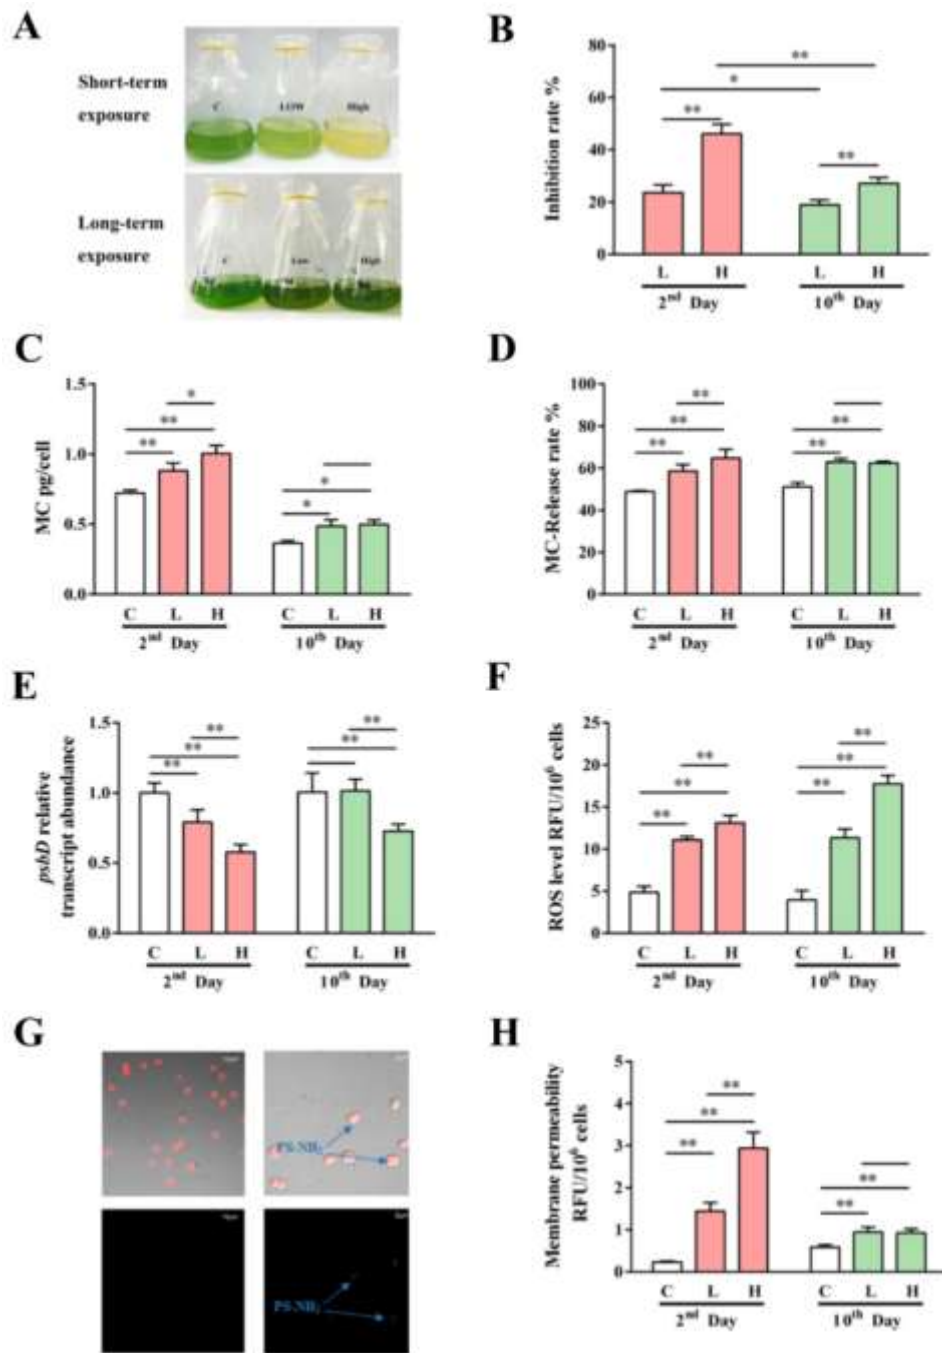 A
Short-term
exposure
C
LOW
High
Long-term
exposure
C
Low
High
B
Inhibition rate %
80
60
40
20
0
**
*
**
**
L H L H
2nd Day 10th Day
C
MC pg/cell
1.5
1.0
0.5
0.0
*
**
**
*
*
C L H C L H
2nd Day 10th Day
D
MC-Release rate %
100
80
60
40
20
0
**
**
**
**
**
C L H C L H
2nd Day 10th Day
E
psbD relative
transcript abundance
1.5
1.0
0.5
0.0
**
**
**
**
**
C L H C L H
2nd Day 10th Day
F
ROS level RFU/10⁶ cells
25
20
15
10
5
0
**
**
**
**
**
**
C L H C L H
2nd Day 10th Day
G
PS-NH₂
PS-NH₂
H
Membrane permeability
RFU/10⁶ cells
5
4
3
2
1
0
**
**
**
**
**
C L H C L H
2nd Day 10th Day